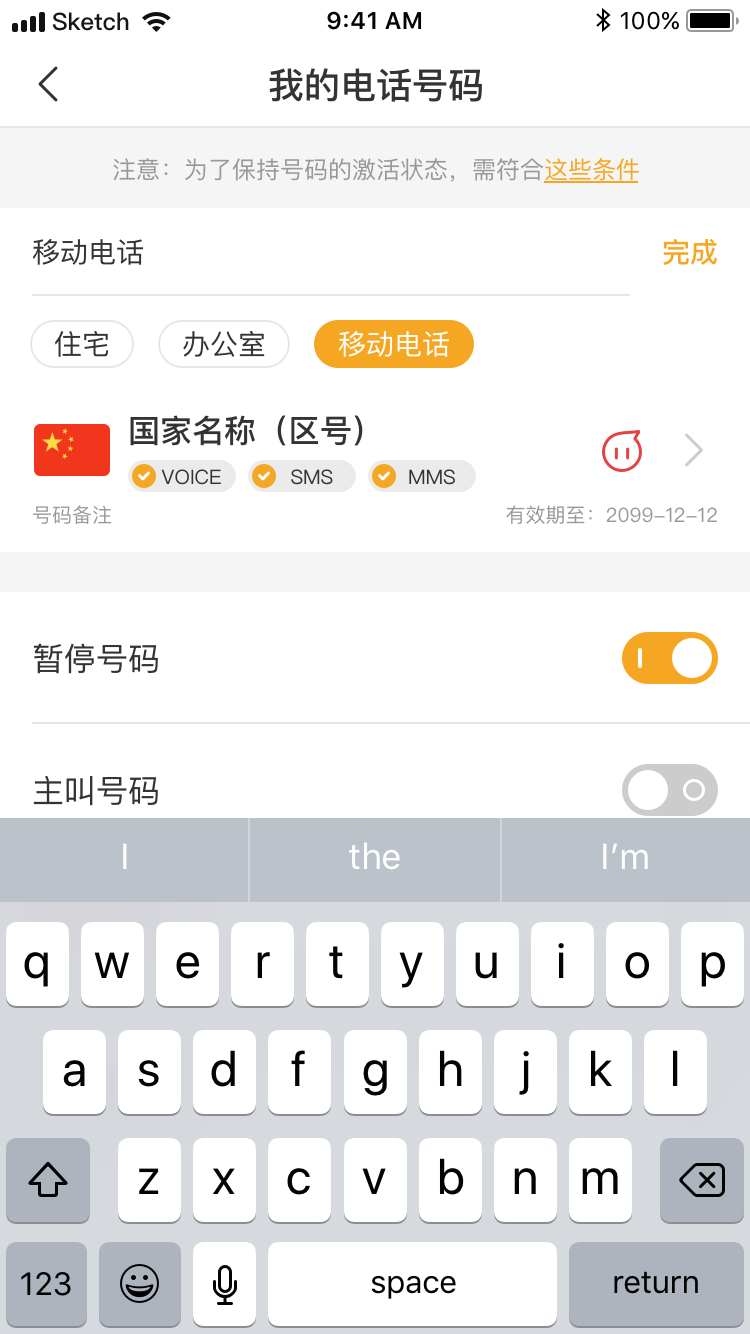 Sketch 9:41 AM 100%
我的电话号码
注意：为了保持号码的激活状态，需符合这些条件
移动电话 完成
住宅 办公室 移动电话
国家名称（区号）
VOICE SMS MMS
号码备注 有效期至：2099-12-12
暂停号码
主叫号码
I the I’m
q w e r t y u i o p
a s d f g h j k l
z x c v b n m
123 space return